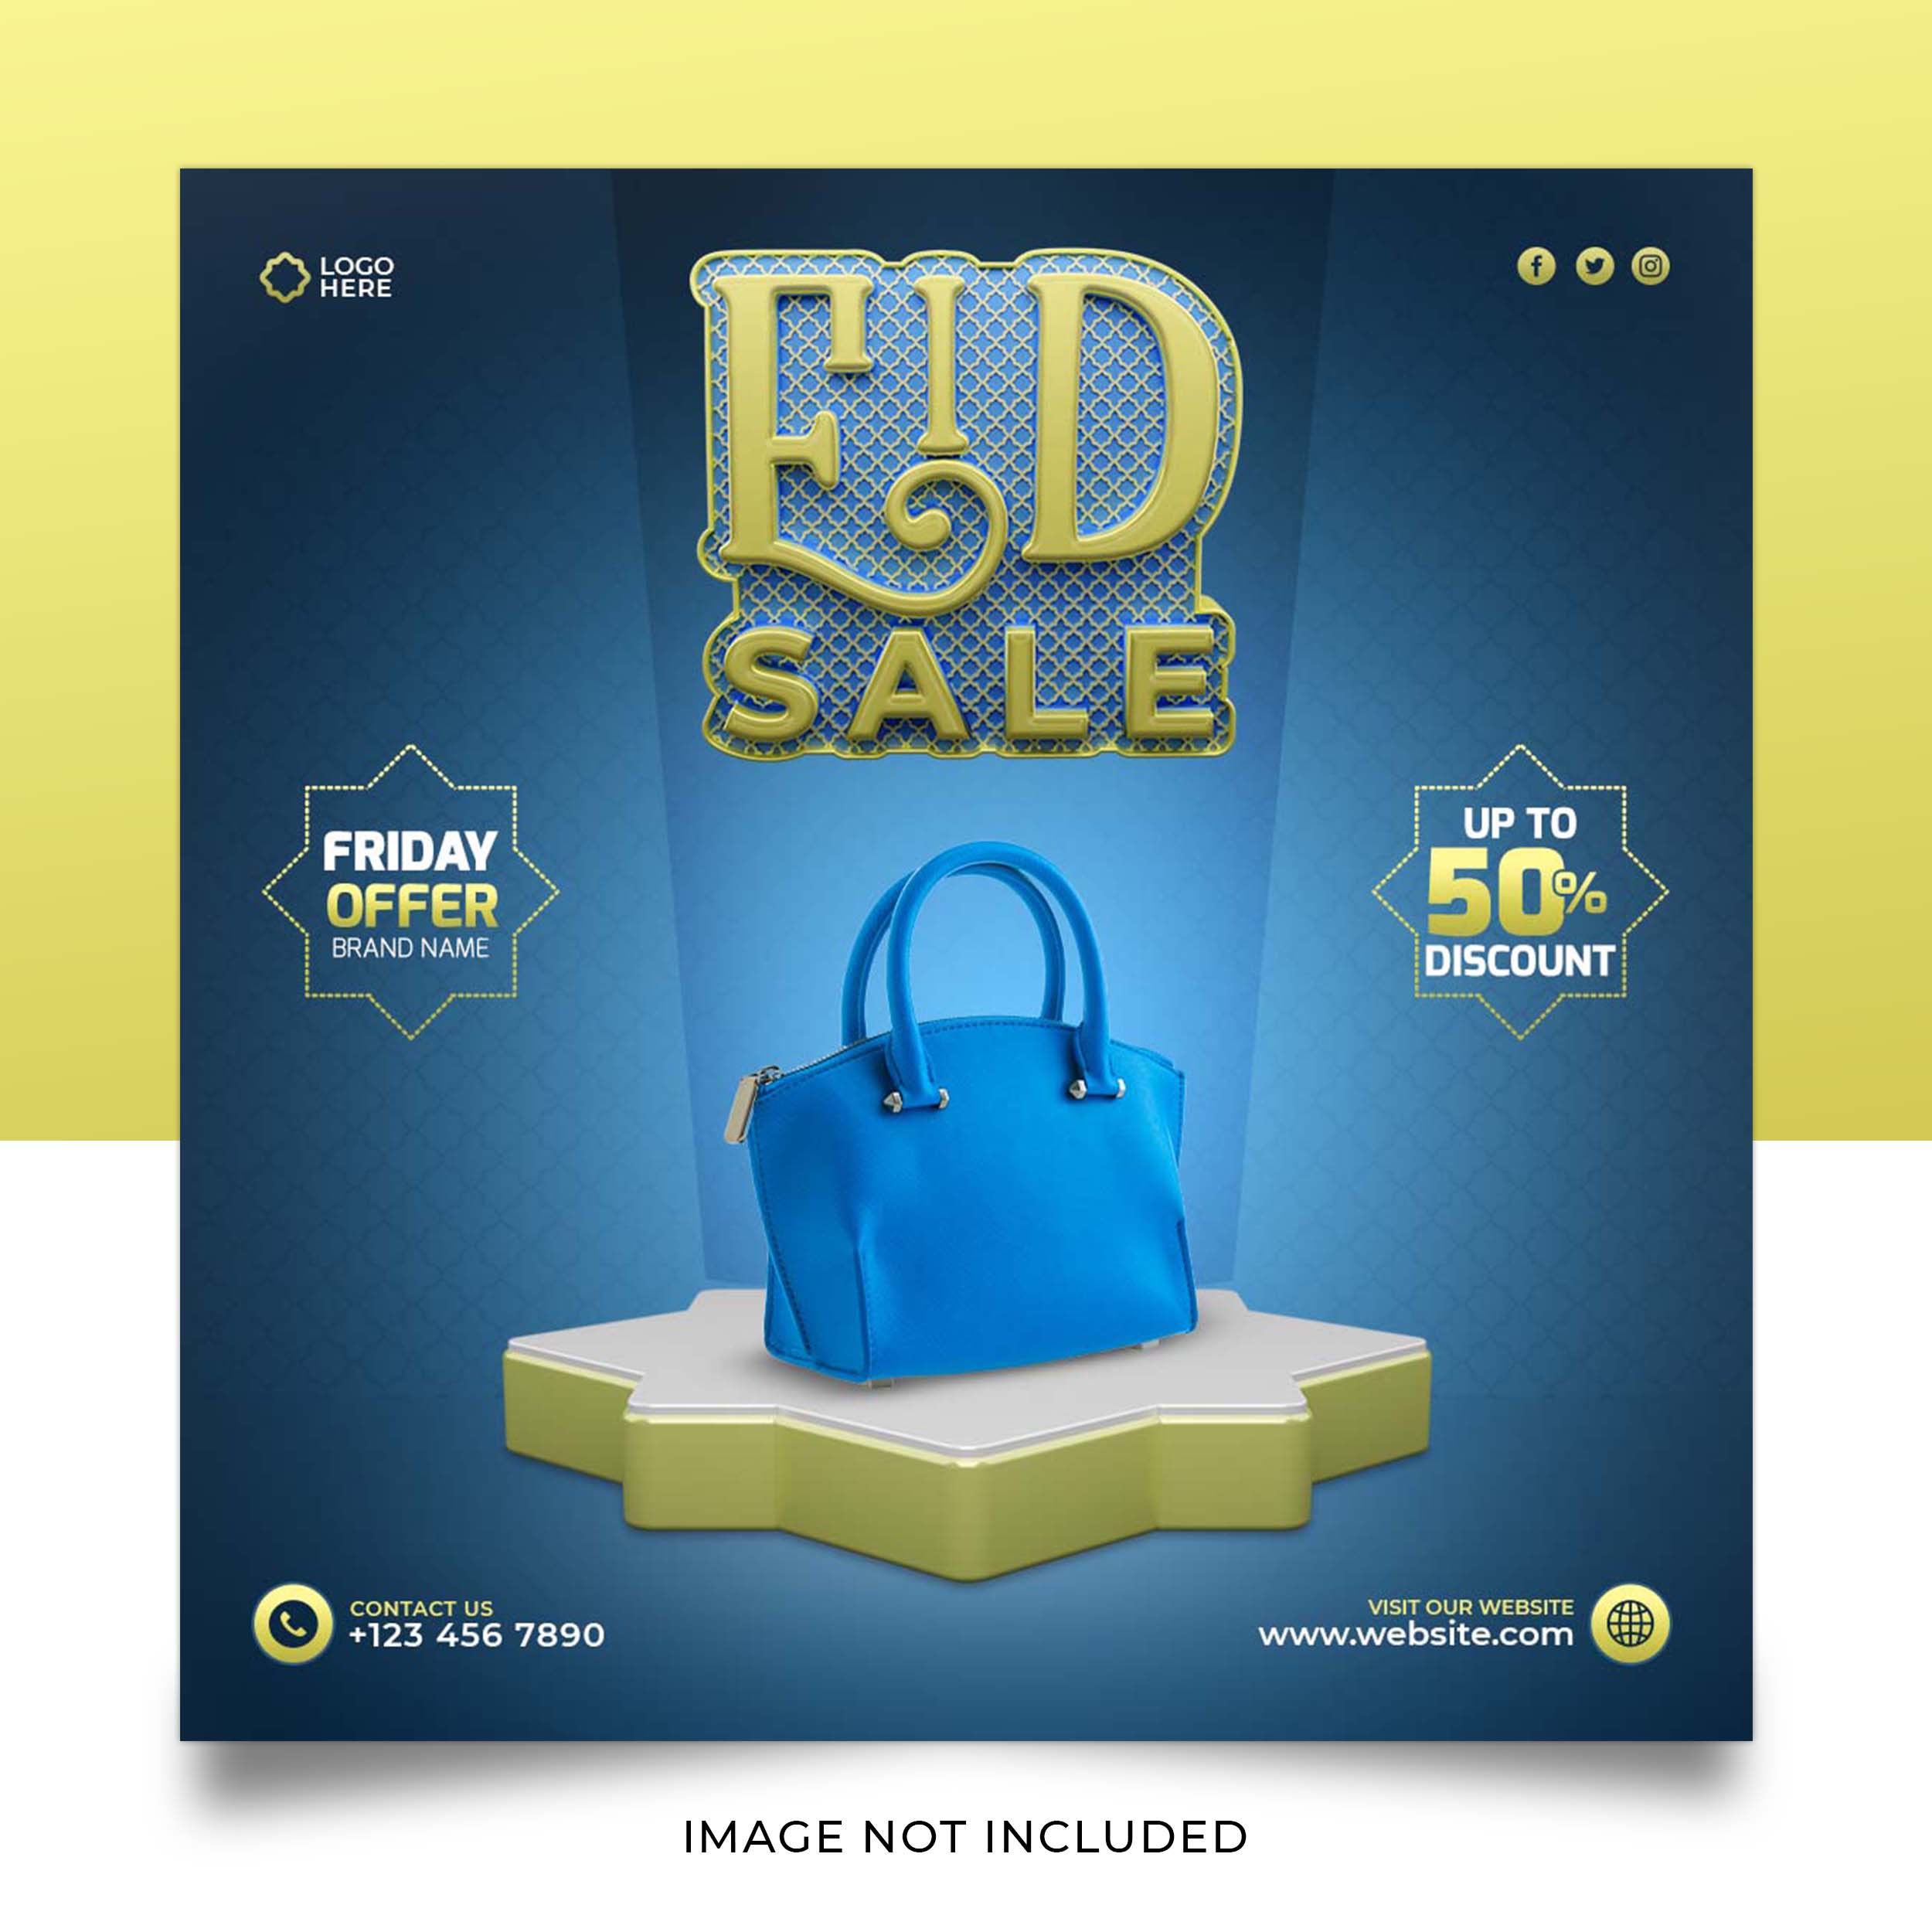 LOGO
HERE
EID
SALE
FRIDAY
OFFER
BRAND NAME
UP TO
50%
DISCOUNT
CONTACT US
+123 456 7890
VISIT OUR WEBSITE
www.website.com
IMAGE NOT INCLUDED